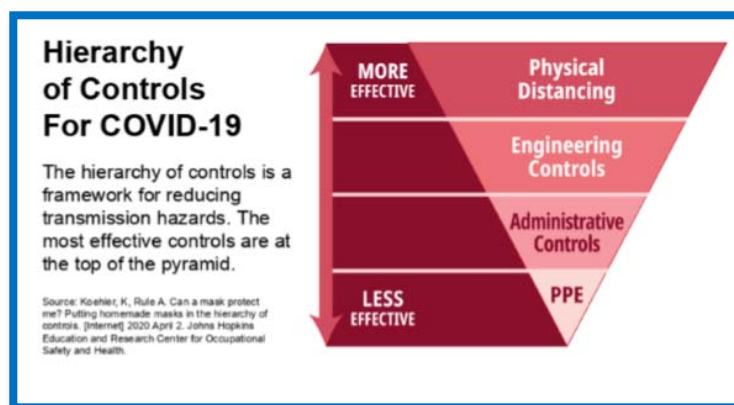 Hierarchy
of Controls
For COVID-19
The hierarchy of controls is a
framework for reducing
transmission hazards. The
most effective controls are at
the top of the pyramid.
Source: Koehler, K, Rule A. Can a mask protect
me? Putting homemade masks in the hierarchy of
controls. [Internet] 2020 April 2. Johns Hopkins
Education and Research Center for Occupational
Safety and Health.
MORE
EFFECTIVE
Physical
Distancing
Engineering
Controls
Administrative
Controls
LESS
EFFECTIVE
PPE